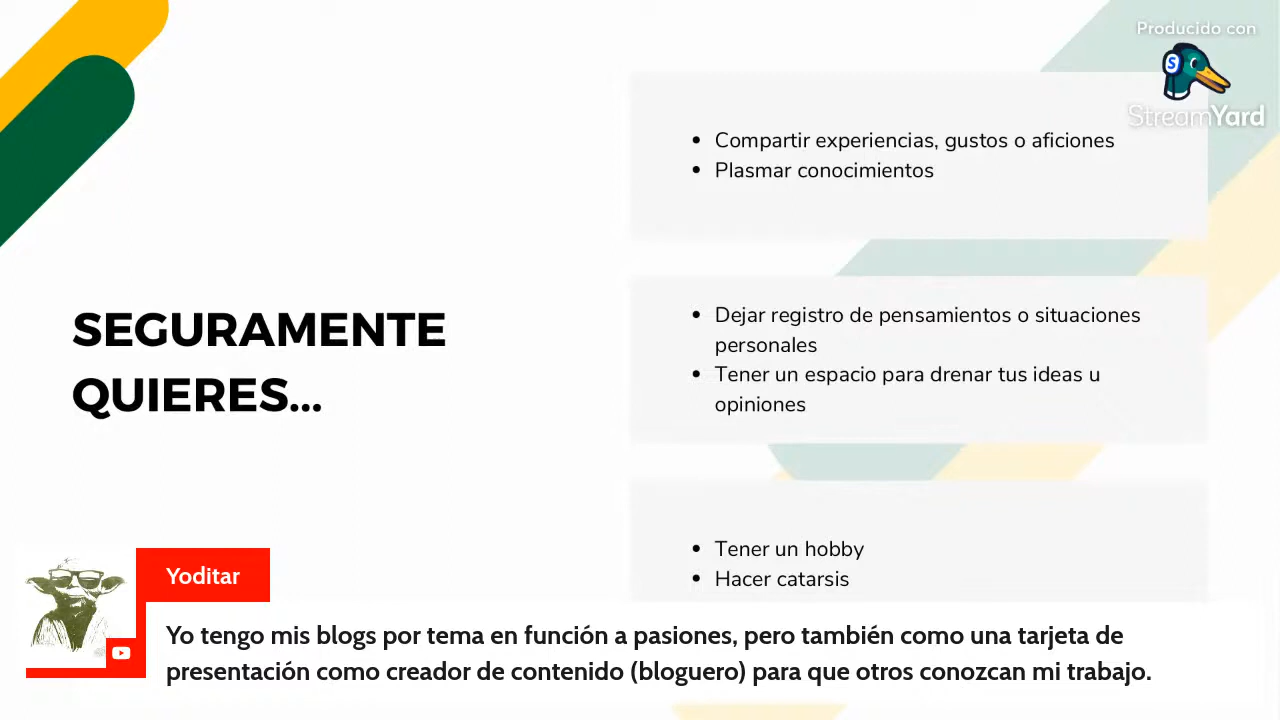 Producido con
S
StreamYard
• Compartir experiencias, gustos o aficiones
• Plasmar conocimientos
SEGURAMENTE
QUIERES...
• Dejar registro de pensamientos o situaciones
personales
• Tener un espacio para drenar tus ideas u
opiniones
• Tener un hobby
• Hacer catarsis
Yoditar
Yo tengo mis blogs por tema en función a pasiones, pero también como una tarjeta de
presentación como creador de contenido (bloguero) para que otros conozcan mi trabajo.